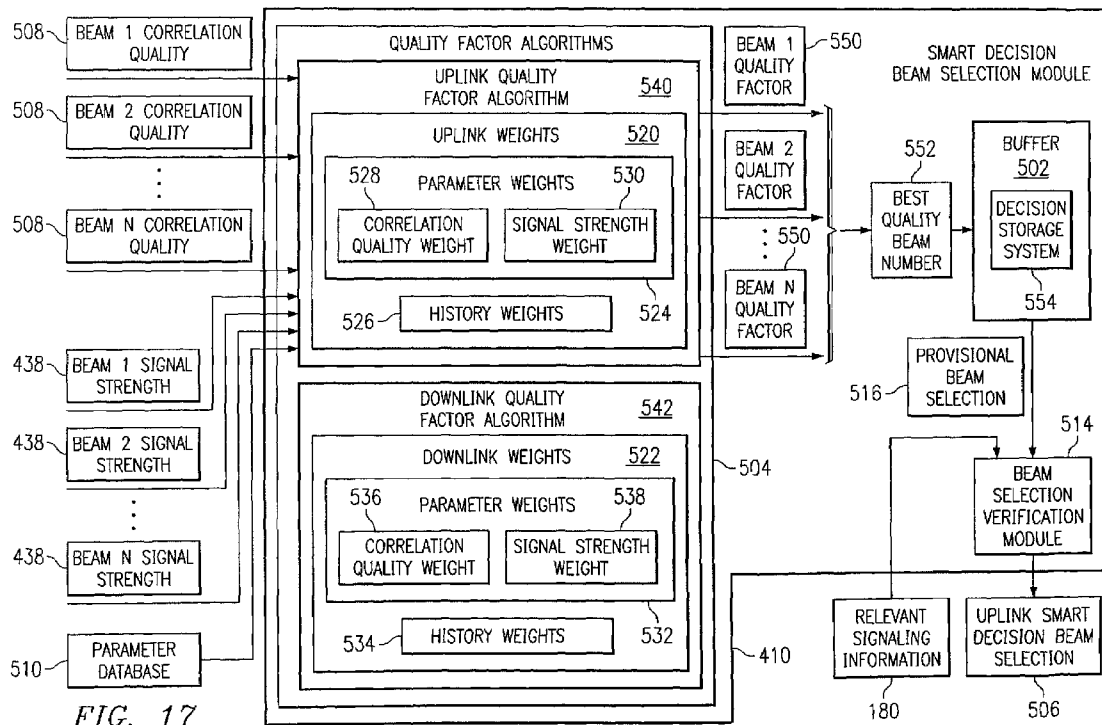 508
BEAM 1 CORRELATION
QUALITY
508
BEAM 2 CORRELATION
QUALITY
508
BEAM N CORRELATION
QUALITY
438
BEAM 1 SIGNAL
STRENGTH
438
BEAM 2 SIGNAL
STRENGTH
438
BEAM N SIGNAL
STRENGTH
510
PARAMETER
DATABASE
FIG. 17
QUALITY FACTOR ALGORITHMS
UPLINK QUALITY
FACTOR ALGORITHM
540
UPLINK WEIGHTS
520
528
PARAMETER WEIGHTS
530
CORRELATION
QUALITY WEIGHT
SIGNAL STRENGTH
WEIGHT
526
HISTORY WEIGHTS
524
DOWNLINK QUALITY
FACTOR ALGORITHM
542
DOWNLINK WEIGHTS
522
536
PARAMETER WEIGHTS
538
CORRELATION
QUALITY WEIGHT
SIGNAL STRENGTH
WEIGHT
534
HISTORY WEIGHTS
532
504
410
BEAM 1
QUALITY
FACTOR
550
BEAM 2
QUALITY
FACTOR
550
BEAM N
QUALITY
FACTOR
SMART DECISION
BEAM SELECTION MODULE
552
BEST
QUALITY
BEAM
NUMBER
BUFFER
502
DECISION
STORAGE
SYSTEM
554
PROVISIONAL
BEAM
SELECTION
516
514
BEAM
SELECTION
VERIFICATION
MODULE
RELEVANT
SIGNALING
INFORMATION
180
UPLINK SMART
DECISION BEAM
SELECTION
506